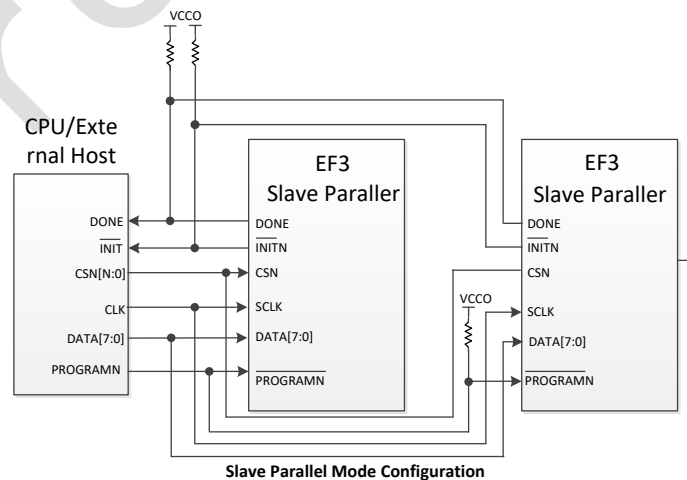 VCCO
CPU/Exte
rnal Host
DONE
INIT
CSN[N:0]
CLK
DATA[7:0]
PROGRAMN
EF3
Slave Paraller
DONE
INITN
CSN
SCLK
DATA[7:0]
PROGRAMN
VCCO
EF3
Slave Paraller
DONE
INITN
CSN
SCLK
DATA[7:0]
PROGRAMN
Slave Parallel Mode Configuration